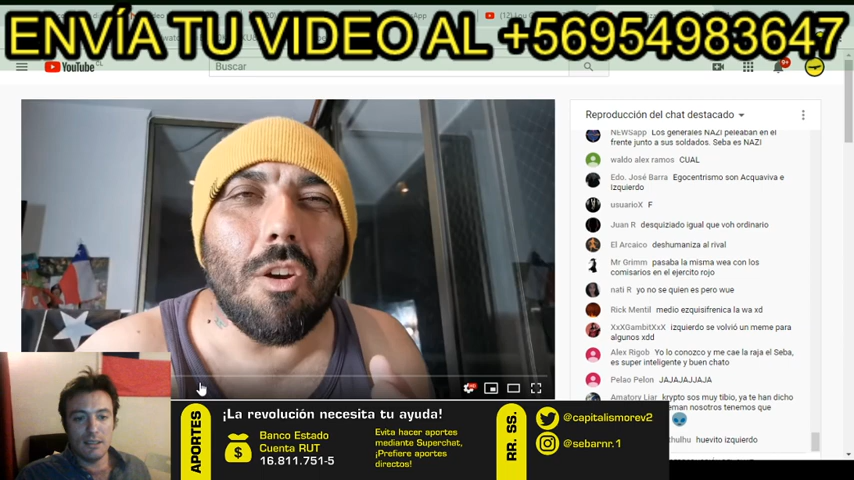 ENVÍA TU VIDEO AL +56954983647
YouTube CL
Buscar
9+
Reproducción del chat destacado
NEWSapp Los generales NAZI peleaban en el
frente junto a sus soldados. Seba es NAZI
waldo alex ramos CUAL
Edo. José Barra Egocentrismo son Acquaviva e
Izquierdo
usuarioX F
Juan R desquiziado igual que voh ordinario
El Arcaico deshumaniza al rival
Mr Grimm pasaba la misma wea con los
comisarios en el ejercito rojo
nati R yo no se quien es pero wue
Rick Mentil medio ezquisifrenica la wa xd
XxXGambitXxX izquierdo se volvió un meme para
algunos xdd
Alex Rigob Yo lo conozco y me cae la raja el Seba,
es super inteligente y buen chato
Pelao Pelon JAJAJAJJAJA
Amatory Liar krypto sos muy tibio, ya te han dicho
nosotros tenemos que
huevito izquierdo
APORTES
¡La revolución necesita tu ayuda!
Banco Estado
Cuenta RUT
16.811.751-5
Evita hacer aportes
mediante Superchat,
¡Prefiere aportes
directos!
RR. SS.
@capitalismorev2
@sebarnr.1